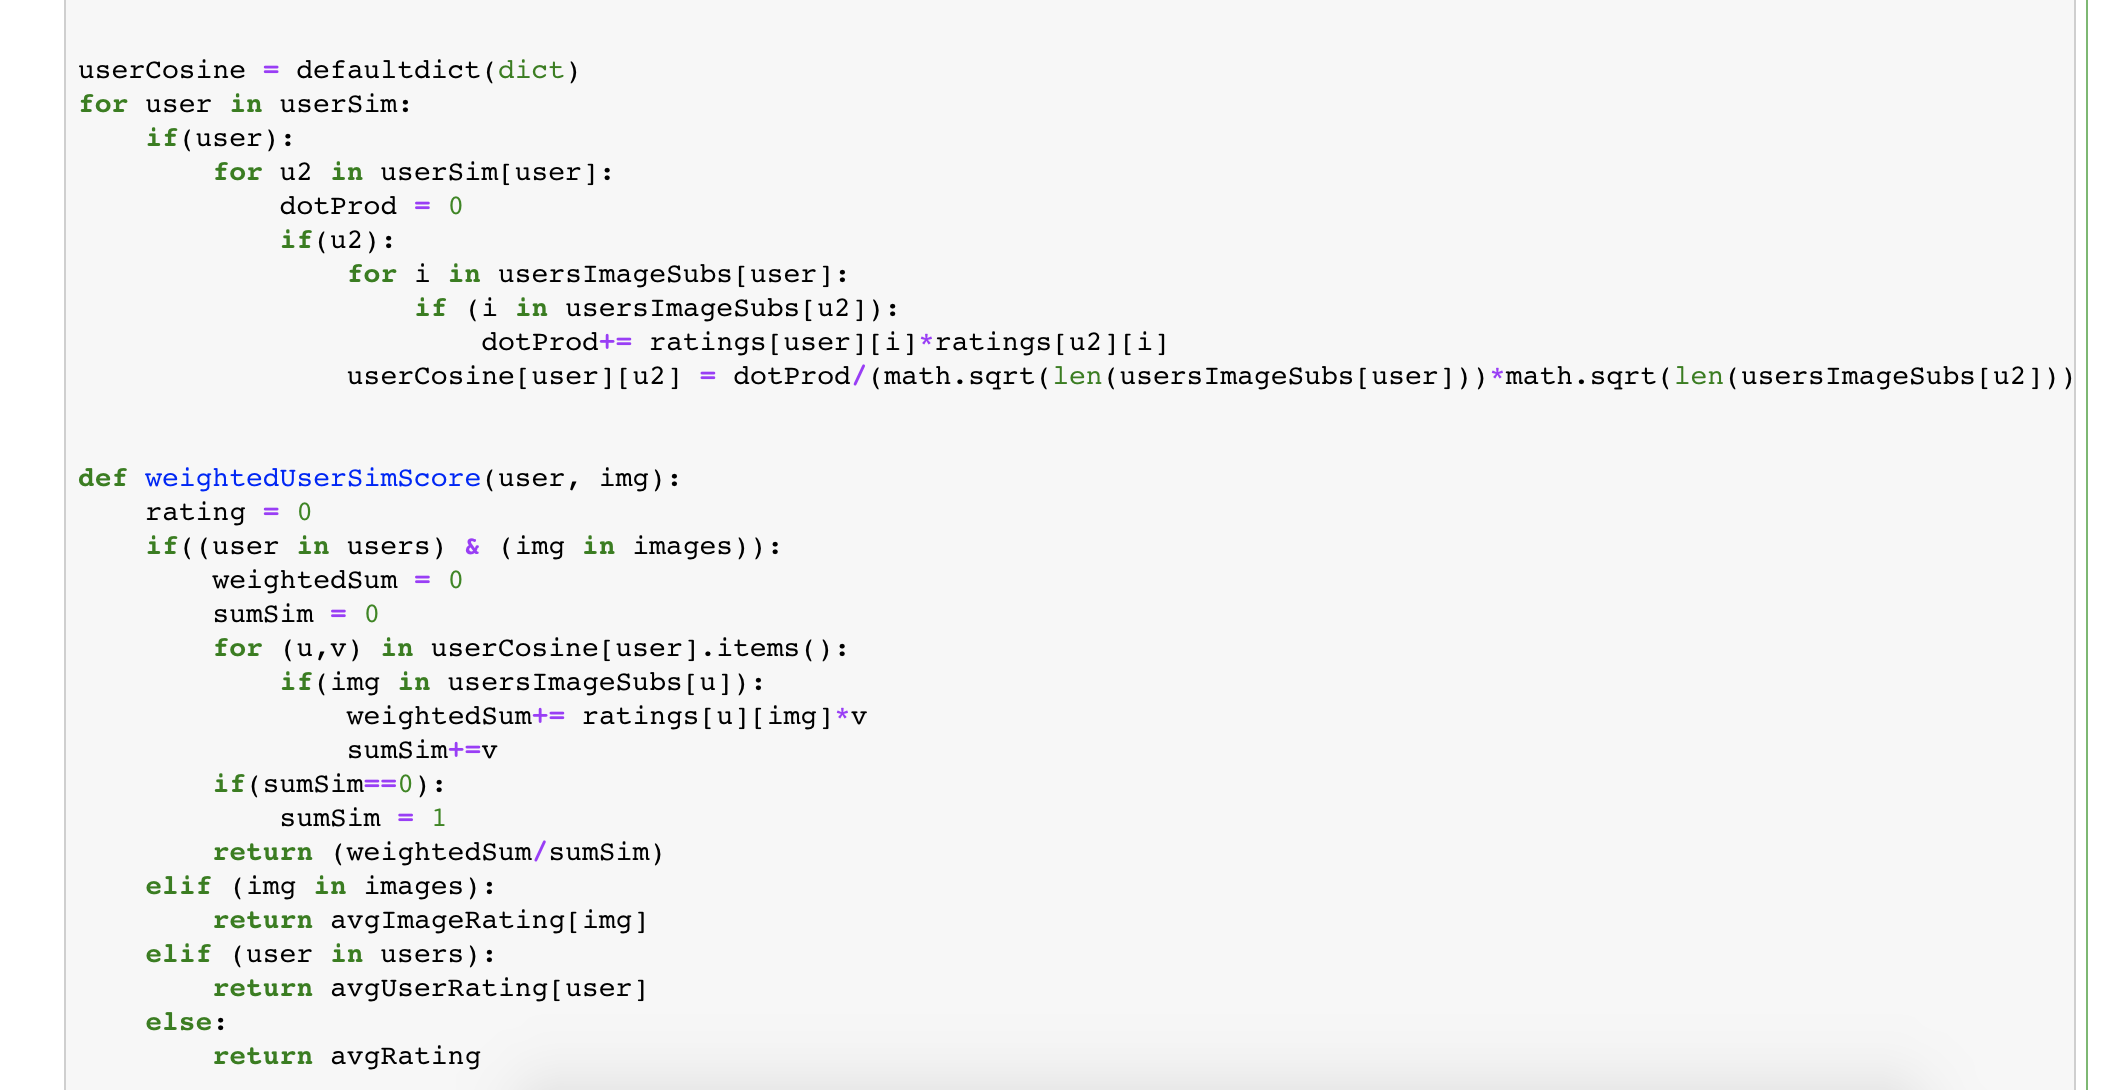 userCosine = defaultdict(dict)
for user in userSim:
    if(user):
        for u2 in userSim[user]:
            dotProd = 0
            if(u2):
                for i in usersImageSubs[user]:
                    if (i in usersImageSubs[u2]):
                        dotProd+= ratings[user][i]*ratings[u2][i]
                userCosine[user][u2] = dotProd/(math.sqrt(len(usersImageSubs[user]))*math.sqrt(len(usersImageSubs[u2]))
def weightedUserSimScore(user, img):
    rating = 0
    if((user in users) & (img in images)):
        weightedSum = 0
        sumSim = 0
        for (u,v) in userCosine[user].items():
            if(img in usersImageSubs[u]):
                weightedSum+= ratings[u][img]*v
                sumSim+=v
        if(sumSim==0):
            sumSim = 1
        return (weightedSum/sumSim)
    elif (img in images):
        return avgImageRating[img]
    elif (user in users):
        return avgUserRating[user]
    else:
        return avgRating